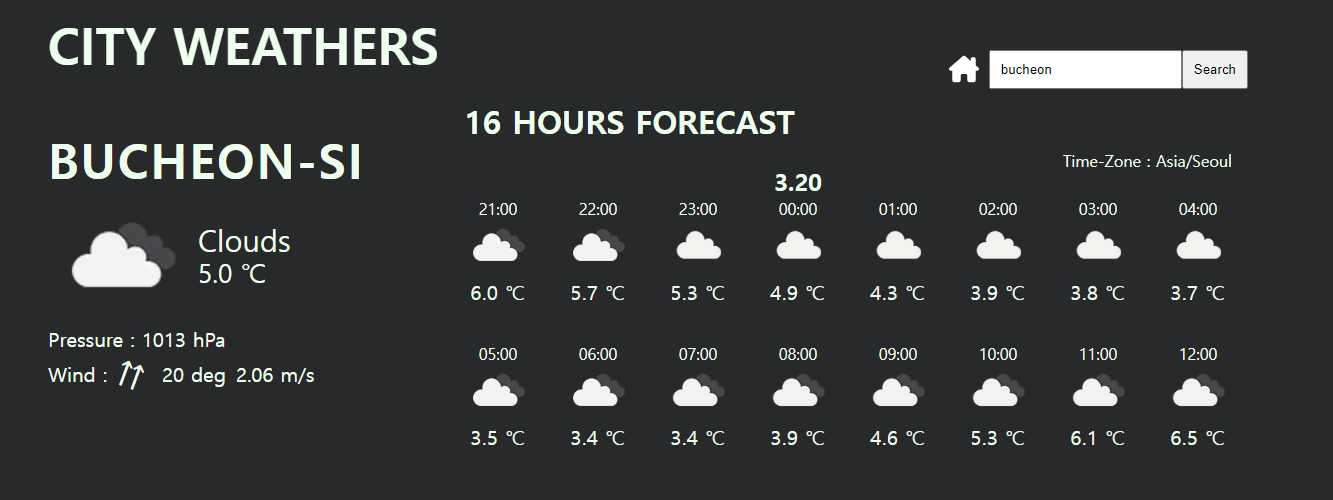 CITY WEATHERS
bucheon Search
BUCHEON-SI
Clouds
5.0 ℃
Pressure : 1013 hPa
Wind : 20 deg 2.06 m/s
16 HOURS FORECAST
Time-Zone : Asia/Seoul
3.20
21:00 22:00 23:00 00:00 01:00 02:00 03:00 04:00
6.0 ℃ 5.7 ℃ 5.3 ℃ 4.9 ℃ 4.3 ℃ 3.9 ℃ 3.8 ℃ 3.7 ℃
05:00 06:00 07:00 08:00 09:00 10:00 11:00 12:00
3.5 ℃ 3.4 ℃ 3.4 ℃ 3.9 ℃ 4.6 ℃ 5.3 ℃ 6.1 ℃ 6.5 ℃